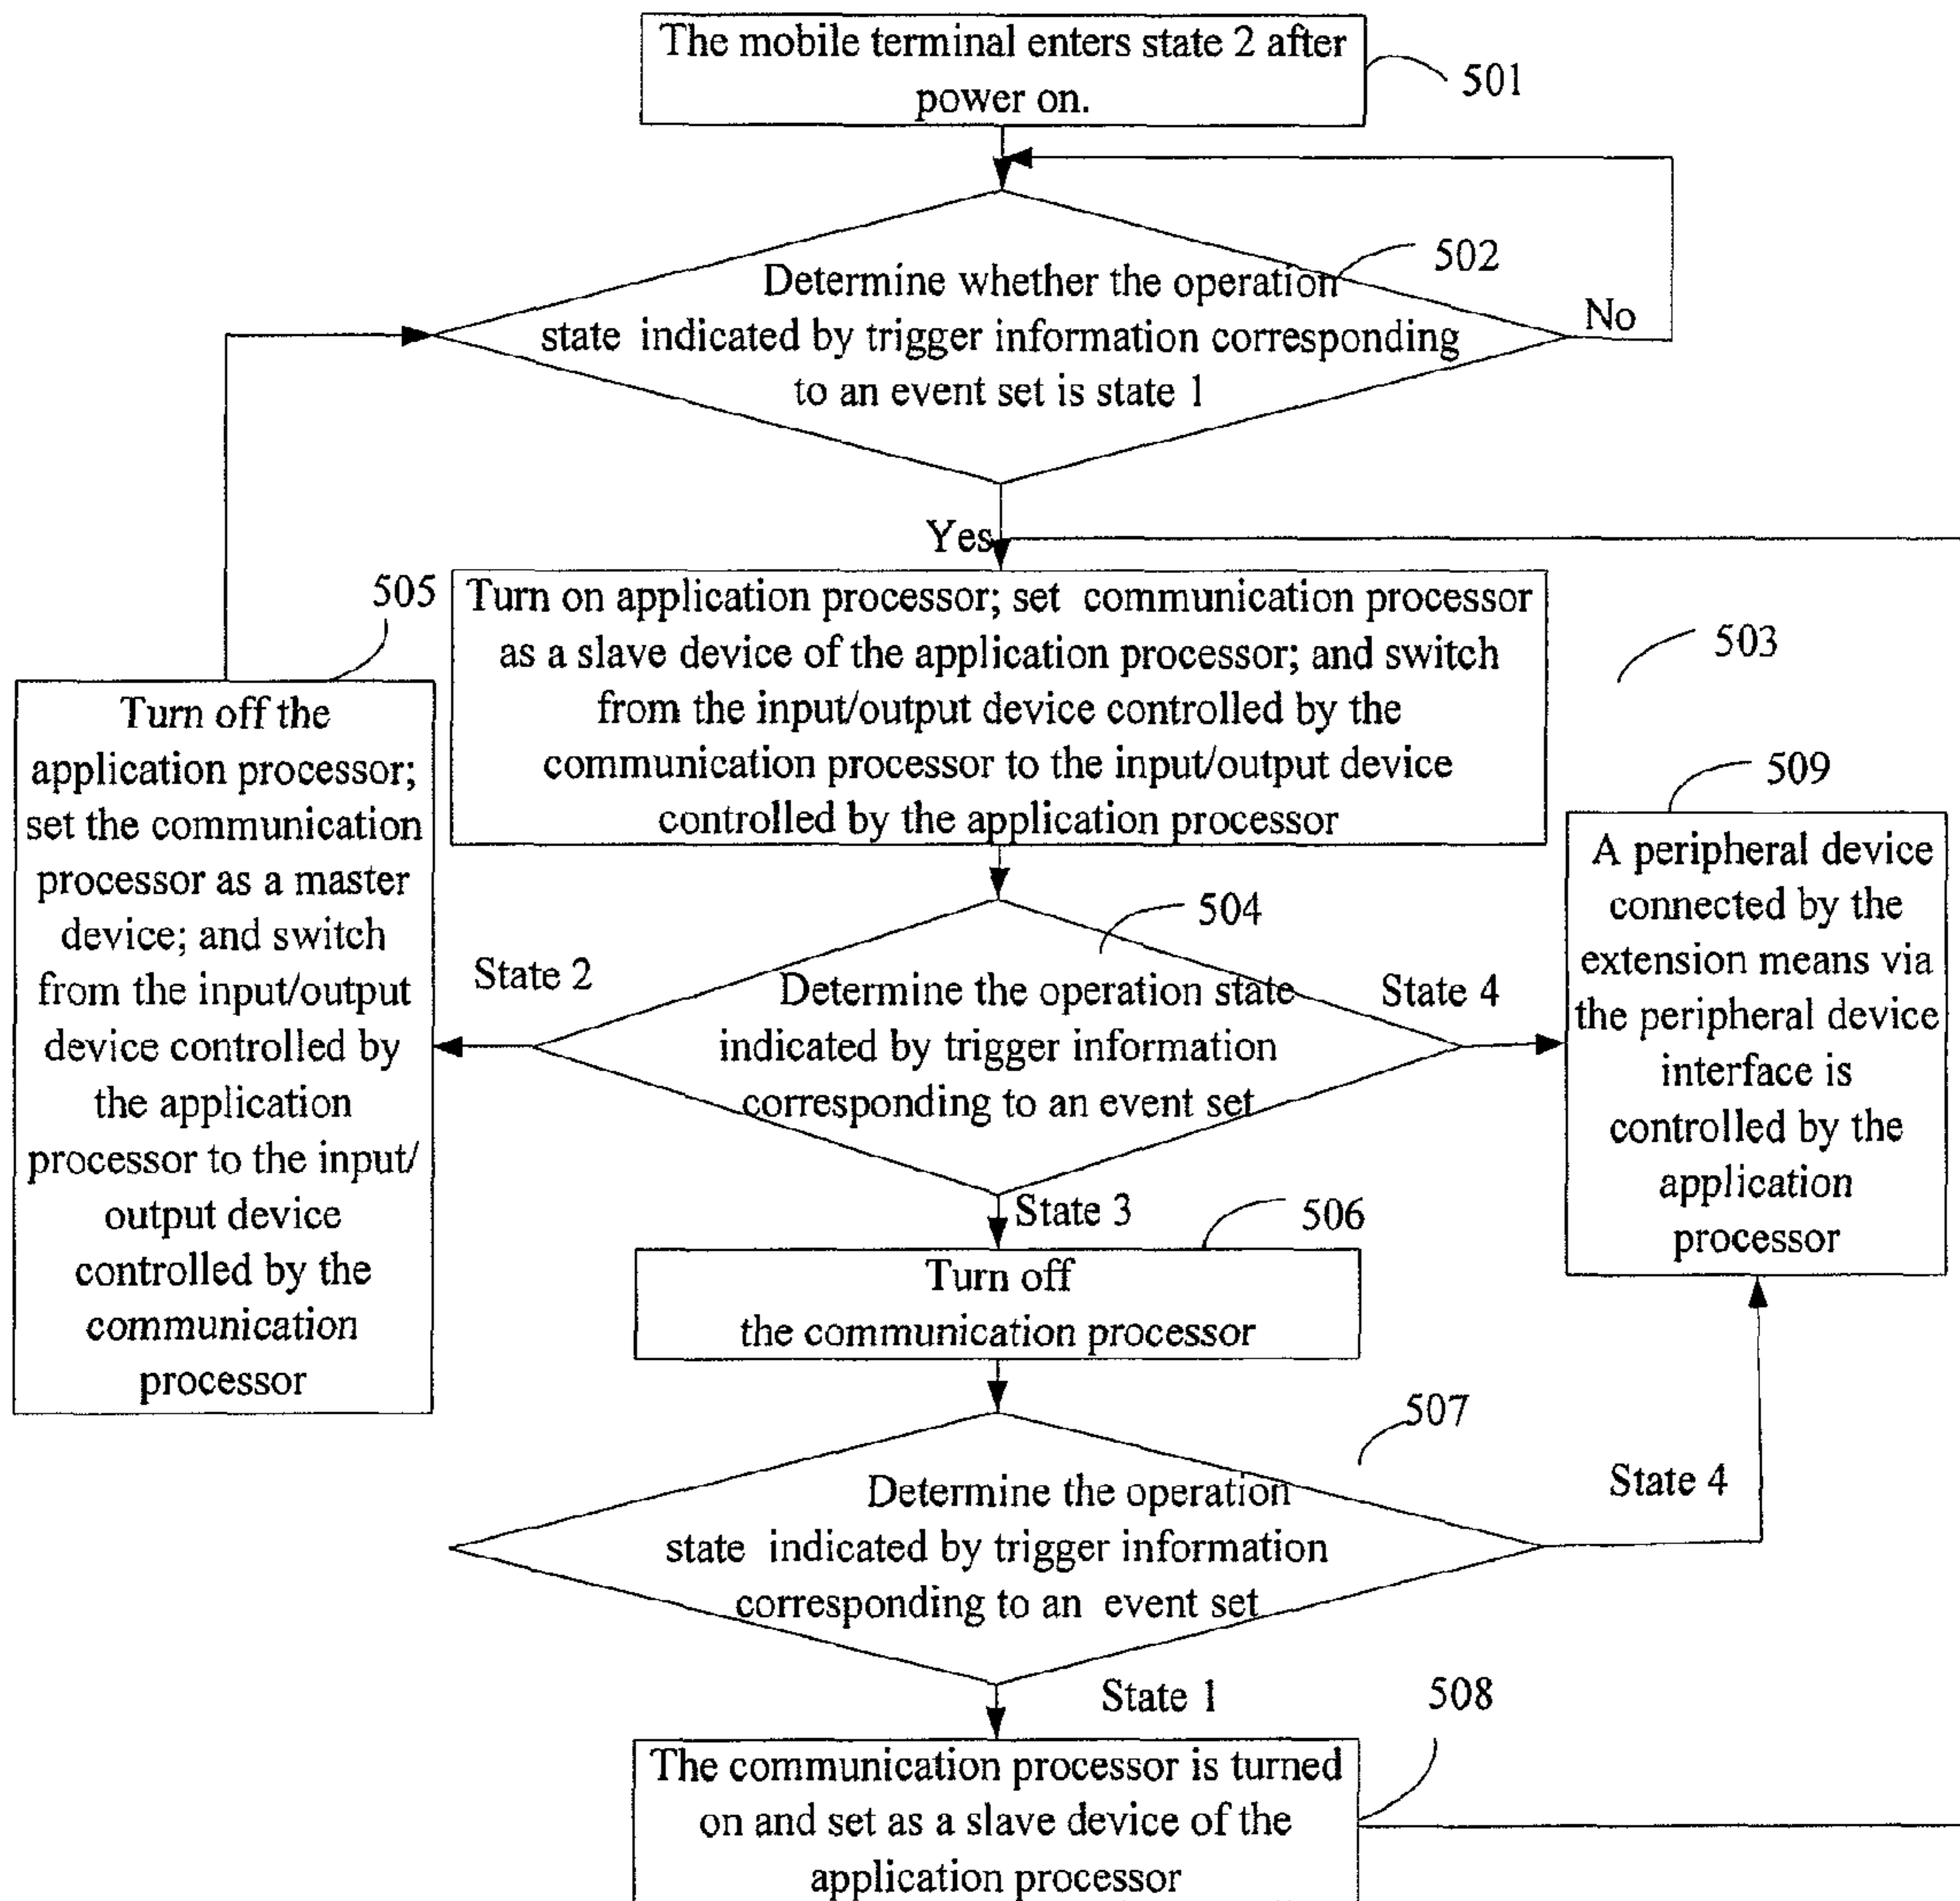 The mobile terminal enters state 2 after
power on.
501
Determine whether the operation
state indicated by trigger information corresponding
to an event set is state 1
502
No
Yes
Turn on application processor; set communication processor
as a slave device of the application processor; and switch
from the input/output device controlled by the
communication processor to the input/output device
controlled by the application processor
503
505
Turn off the
application processor;
set the communication
processor as a master
device; and switch
from the input/output
device controlled by
the application
processor to the input/
output device
controlled by the
communication
processor
504
State 2
Determine the operation state
indicated by trigger information
corresponding to an event set
State 4
509
A peripheral device
connected by the
extension means via
the peripheral device
interface is
controlled by the
application
processor
State 3
506
Turn off
the communication processor
507
Determine the operation
state indicated by trigger information
corresponding to an event set
State 4
State 1
508
The communication processor is turned
on and set as a slave device of the
application processor